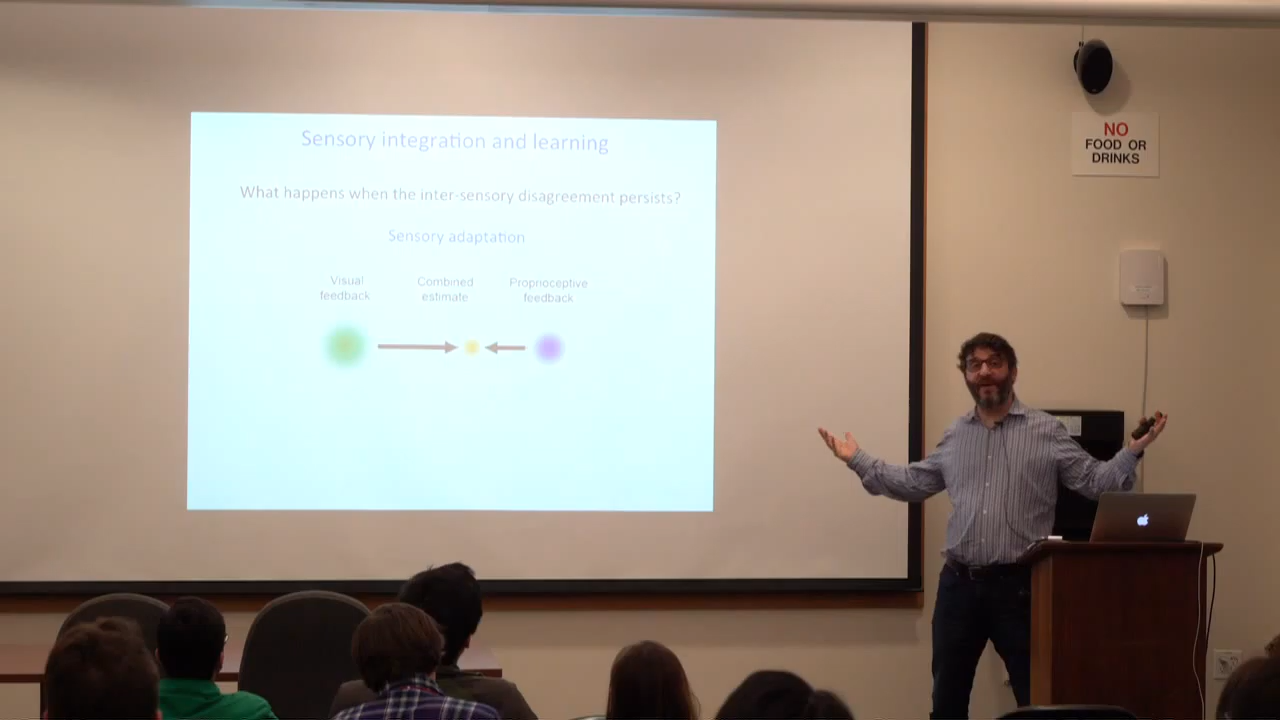 Sensory integration and learning
What happens when the inter-sensory disagreement persists?
Sensory adaptation
Visual
feedback
Combined
estimate
Proprioceptive
feedback
NO
FOOD OR
DRINKS